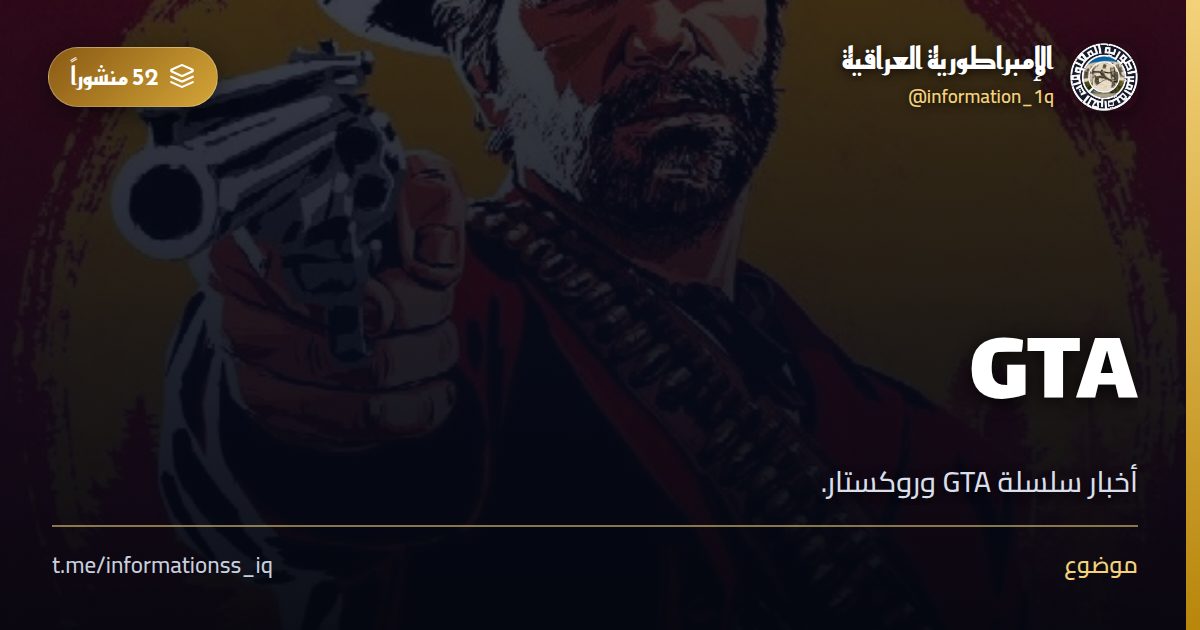 الإمبراطورية العراقية
@information_1q
52 منشوراً
GTA
أخبار سلسلة GTA وروكستار.
موضوع
t.me/informationss_iq